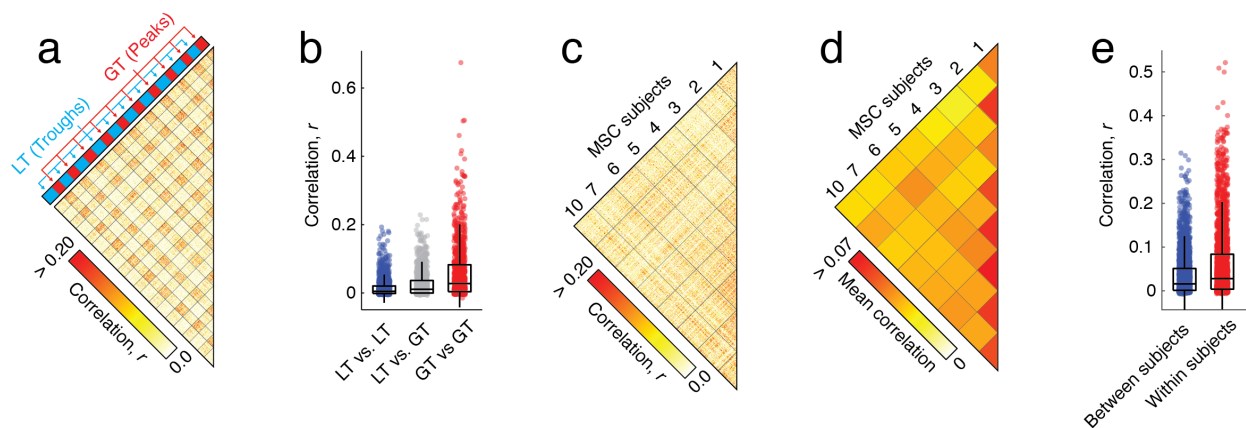 a
GT (Peaks)
LT (Troughs)
> 0.20
Correlation, r
0.0
b
Correlation, r
0.6
0.4
0.2
0
LT vs. LT
LT vs. GT
GT vs GT
c
MSC subjects
1
2
3
4
5
6
7
10
> 0.20
Correlation, r
0.0
d
MSC subjects
1
2
3
4
5
6
7
10
> 0.07
Mean correlation
0
e
Correlation, r
0.5
0.4
0.3
0.2
0.1
0
Between subjects
Within subjects